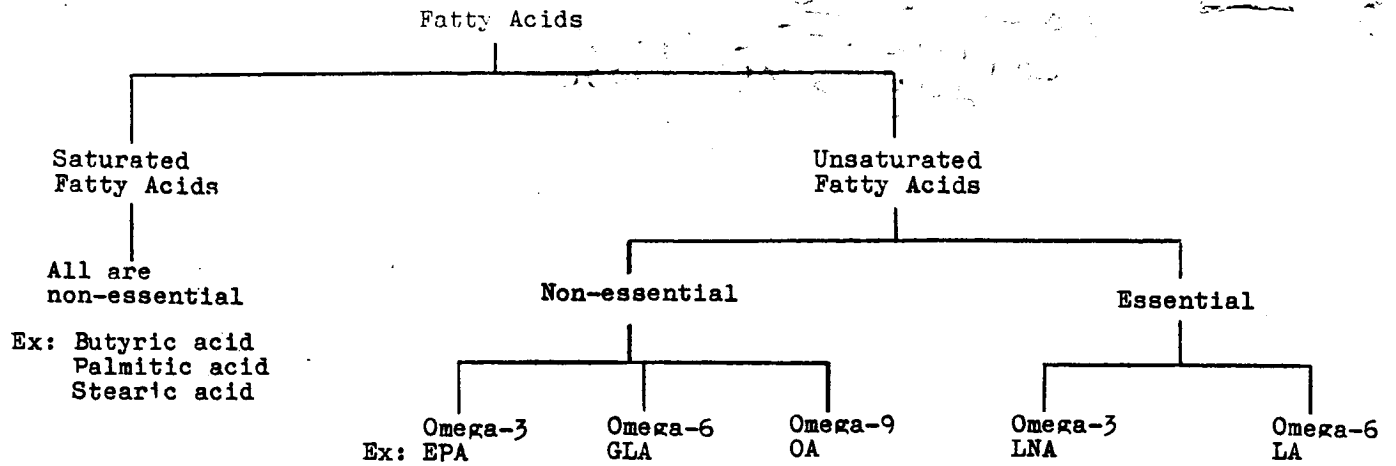 Fatty Acids
Saturated
Fatty Acids
Unsaturated
Fatty Acids
All are
non-essential
Non-essential
Essential
Ex: Butyric acid
Palmitic acid
Stearic acid
Omega-3
Omega-6
Omega-9
Omega-3
Omega-6
Ex: EPA
GLA
OA
LNA
LA